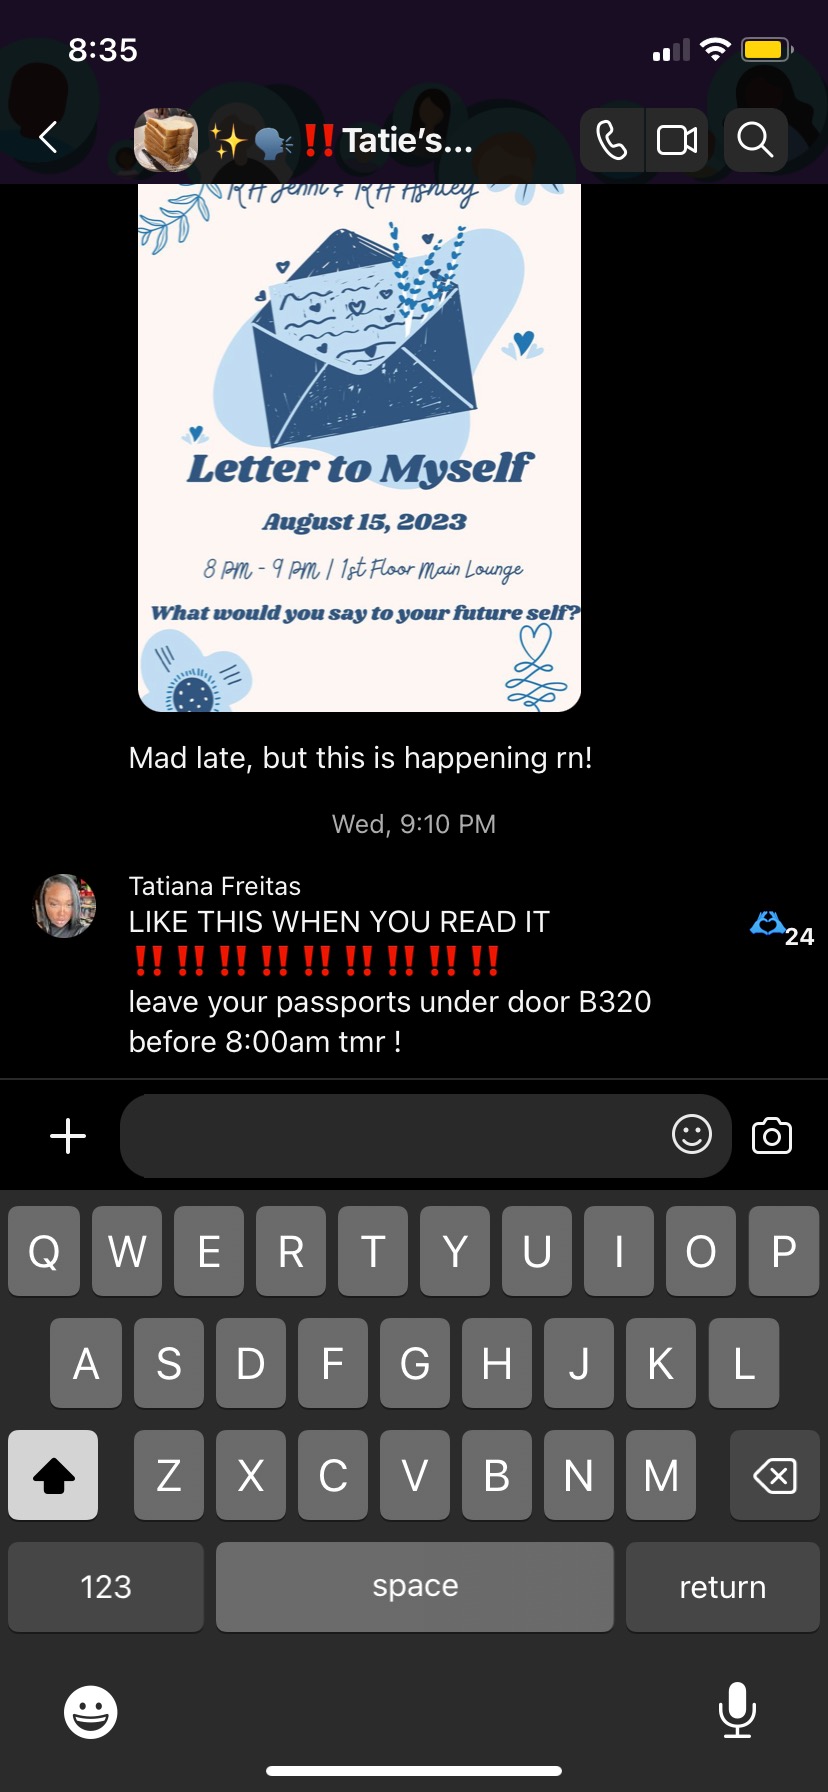 8:35
✨🗣️‼️Tatie’s...
RA Jenni & RA Ashley
Letter to Myself
August 15, 2023
8 PM - 9 PM | 1st Floor Main Lounge
What would you say to your future self?
Mad late, but this is happening rn!
Wed, 9:10 PM
Tatiana Freitas
LIKE THIS WHEN YOU READ IT
‼️‼️‼️‼️‼️‼️‼️‼️‼️
24
leave your passports under door B320
before 8:00am tmr !
Q W E R T Y U I O P
A S D F G H J K L
Z X C V B N M
123 space return